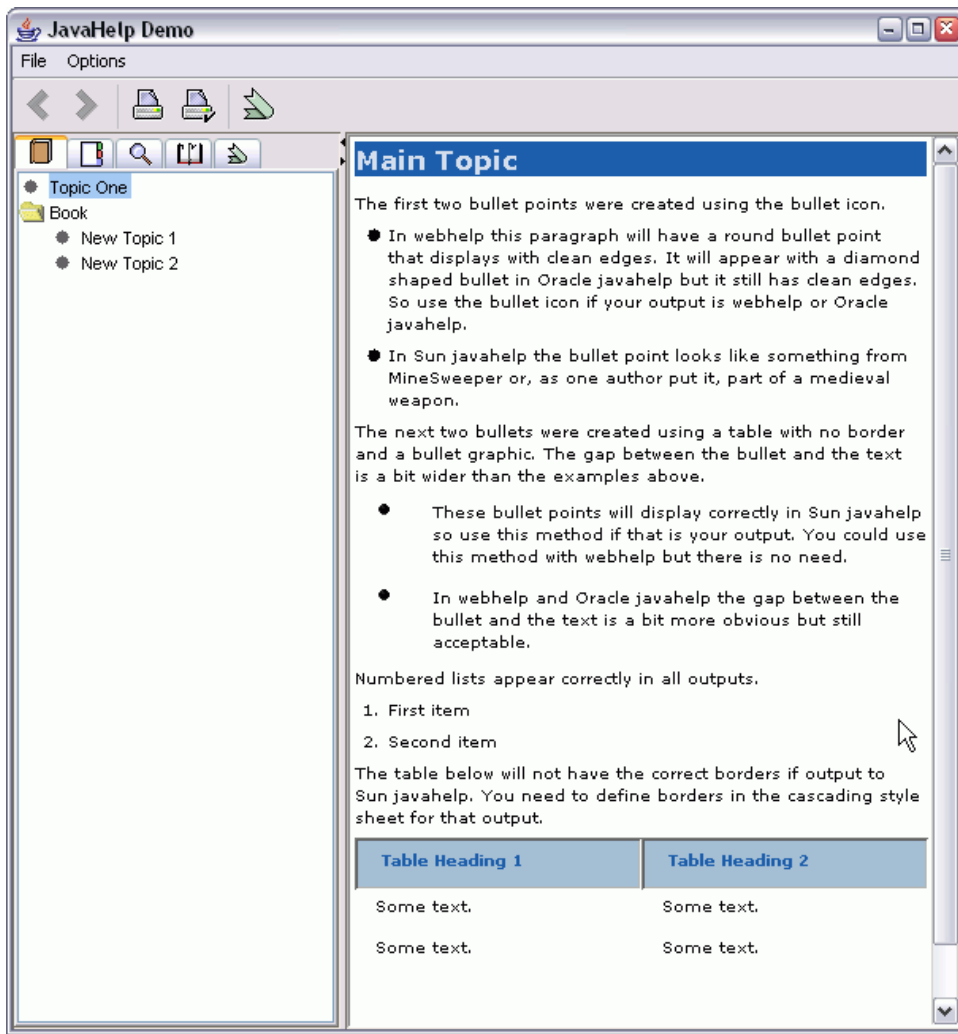 JavaHelp Demo
File Options
Topic One
Book
New Topic 1
New Topic 2
Main Topic
The first two bullet points were created using the bullet icon.
In webhelp this paragraph will have a round bullet point
that displays with clean edges. It will appear with a diamond
shaped bullet in Oracle javahelp but it still has clean edges.
So use the bullet icon if your output is webhelp or Oracle
javahelp.
In Sun javahelp the bullet point looks like something from
MineSweeper or, as one author put it, part of a medieval
weapon.
The next two bullets were created using a table with no border
and a bullet graphic. The gap between the bullet and the text
is a bit wider than the examples above.
These bullet points will display correctly in Sun javahelp
so use this method if that is your output. You could use
this method with webhelp but there is no need.
In webhelp and Oracle javahelp the gap between the
bullet and the text is a bit more obvious but still
acceptable.
Numbered lists appear correctly in all outputs.
1. First item
2. Second item
The table below will not have the correct borders if output to
Sun javahelp. You need to define borders in the cascading style
sheet for that output.
Table Heading 1 Table Heading 2
Some text. Some text.
Some text. Some text.